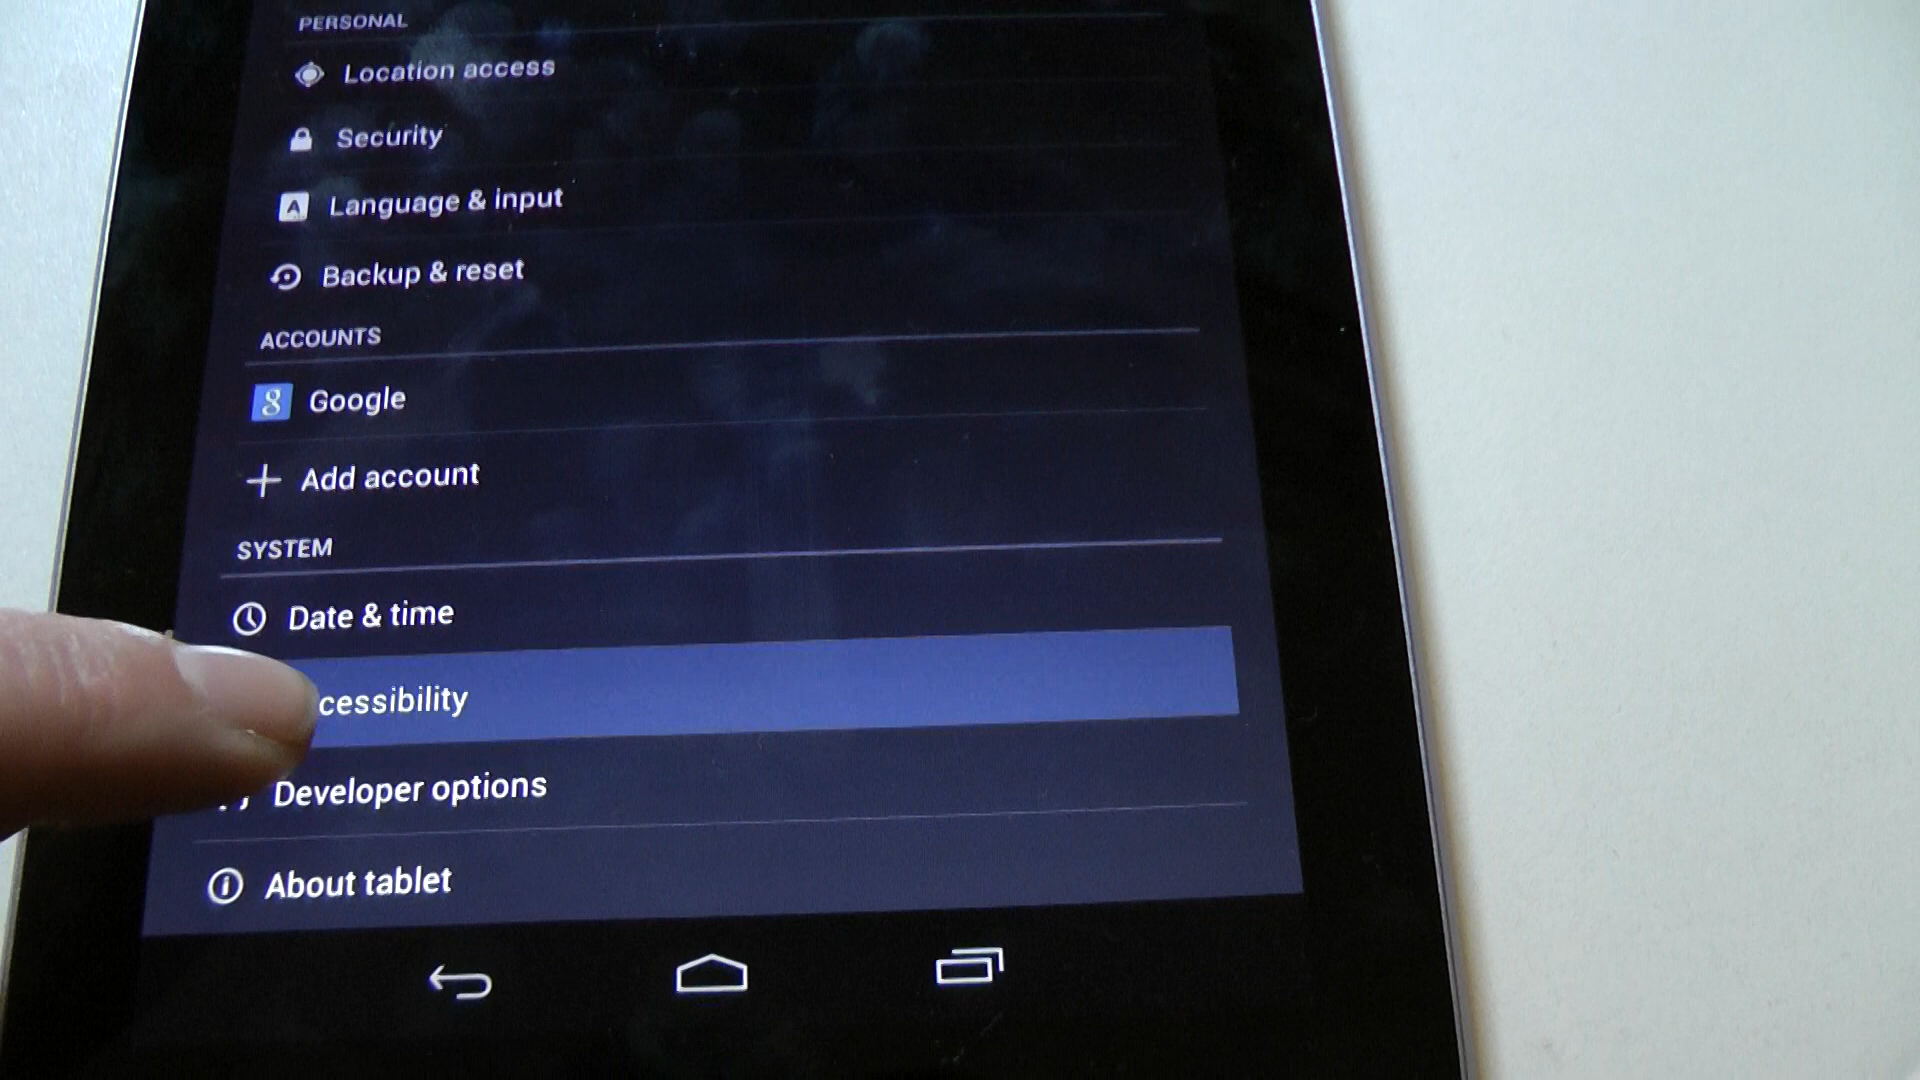 PERSONAL
Location access
Security
A Language & input
Backup & reset
ACCOUNTS
8 Google
Add account
SYSTEM
Date & time
cessibility
Developer options
About tablet